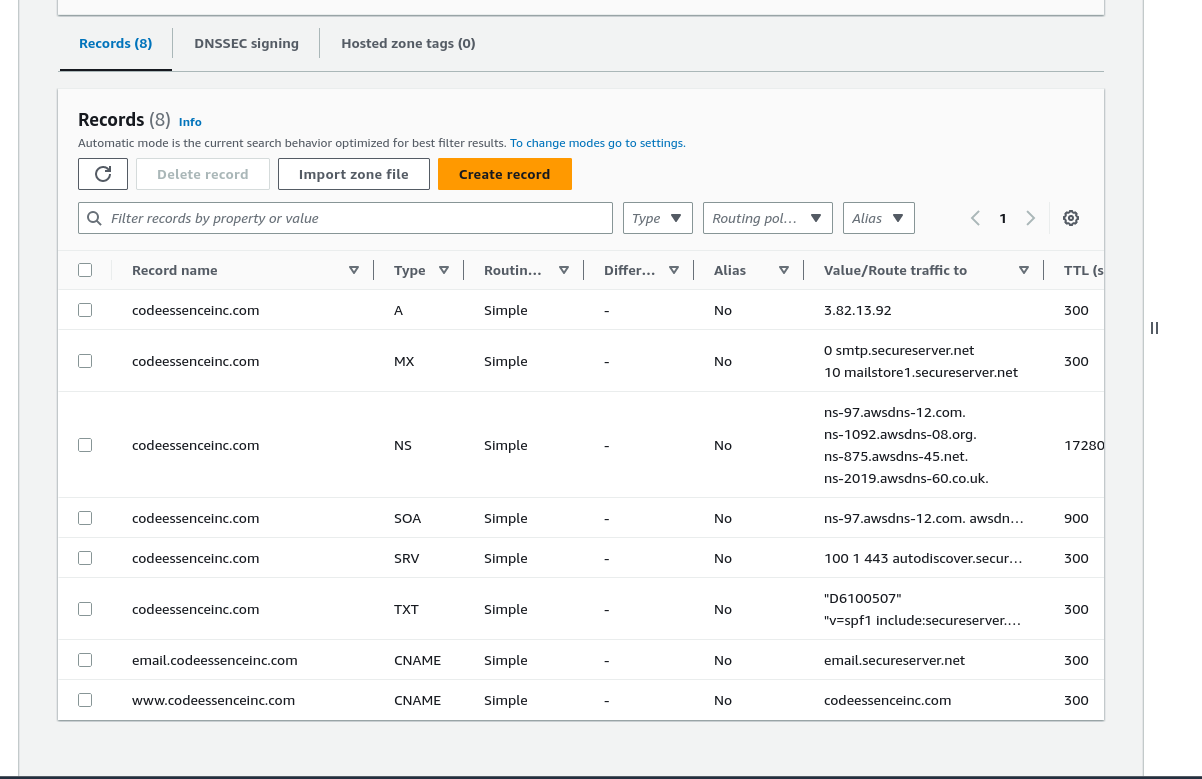 Records (8) DNSSEC signing Hosted zone tags (0)
Records (8) Info
Automatic mode is the current search behavior optimized for best filter results. To change modes go to settings.
Delete record Import zone file Create record
Filter records by property or value Type Routing pol... Alias 1
Record name Type Routin... Differ... Alias Value/Route traffic to TTL (s
codeessenceinc.com A Simple - No 3.82.13.92 300
codeessenceinc.com MX Simple - No 0 smtp.secureserver.net 300
10 mailstore1.secureserver.net
codeessenceinc.com NS Simple - No ns-97.awsdns-12.com. 17280
ns-1092.awsdns-08.org.
ns-875.awsdns-45.net.
ns-2019.awsdns-60.co.uk.
codeessenceinc.com SOA Simple - No ns-97.awsdns-12.com. awsdn... 900
codeessenceinc.com SRV Simple - No 100 1 443 autodiscover.secur... 300
codeessenceinc.com TXT Simple - No "D6100507" 300
"v=spf1 include:secureserver....
email.codeessenceinc.com CNAME Simple - No email.secureserver.net 300
www.codeessenceinc.com CNAME Simple - No codeessenceinc.com 300